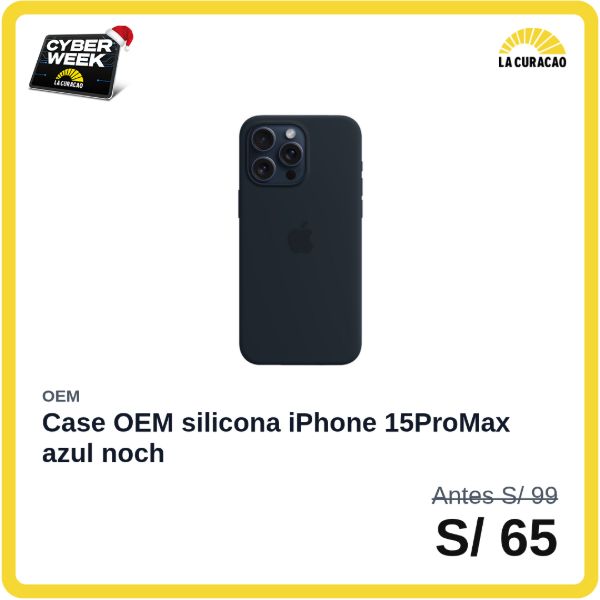 CYBER
WEEK
LA CURACAO
LA CURACAO
OEM
Case OEM silicona iPhone 15ProMax
azul noch
Antes S/ 99
S/ 65